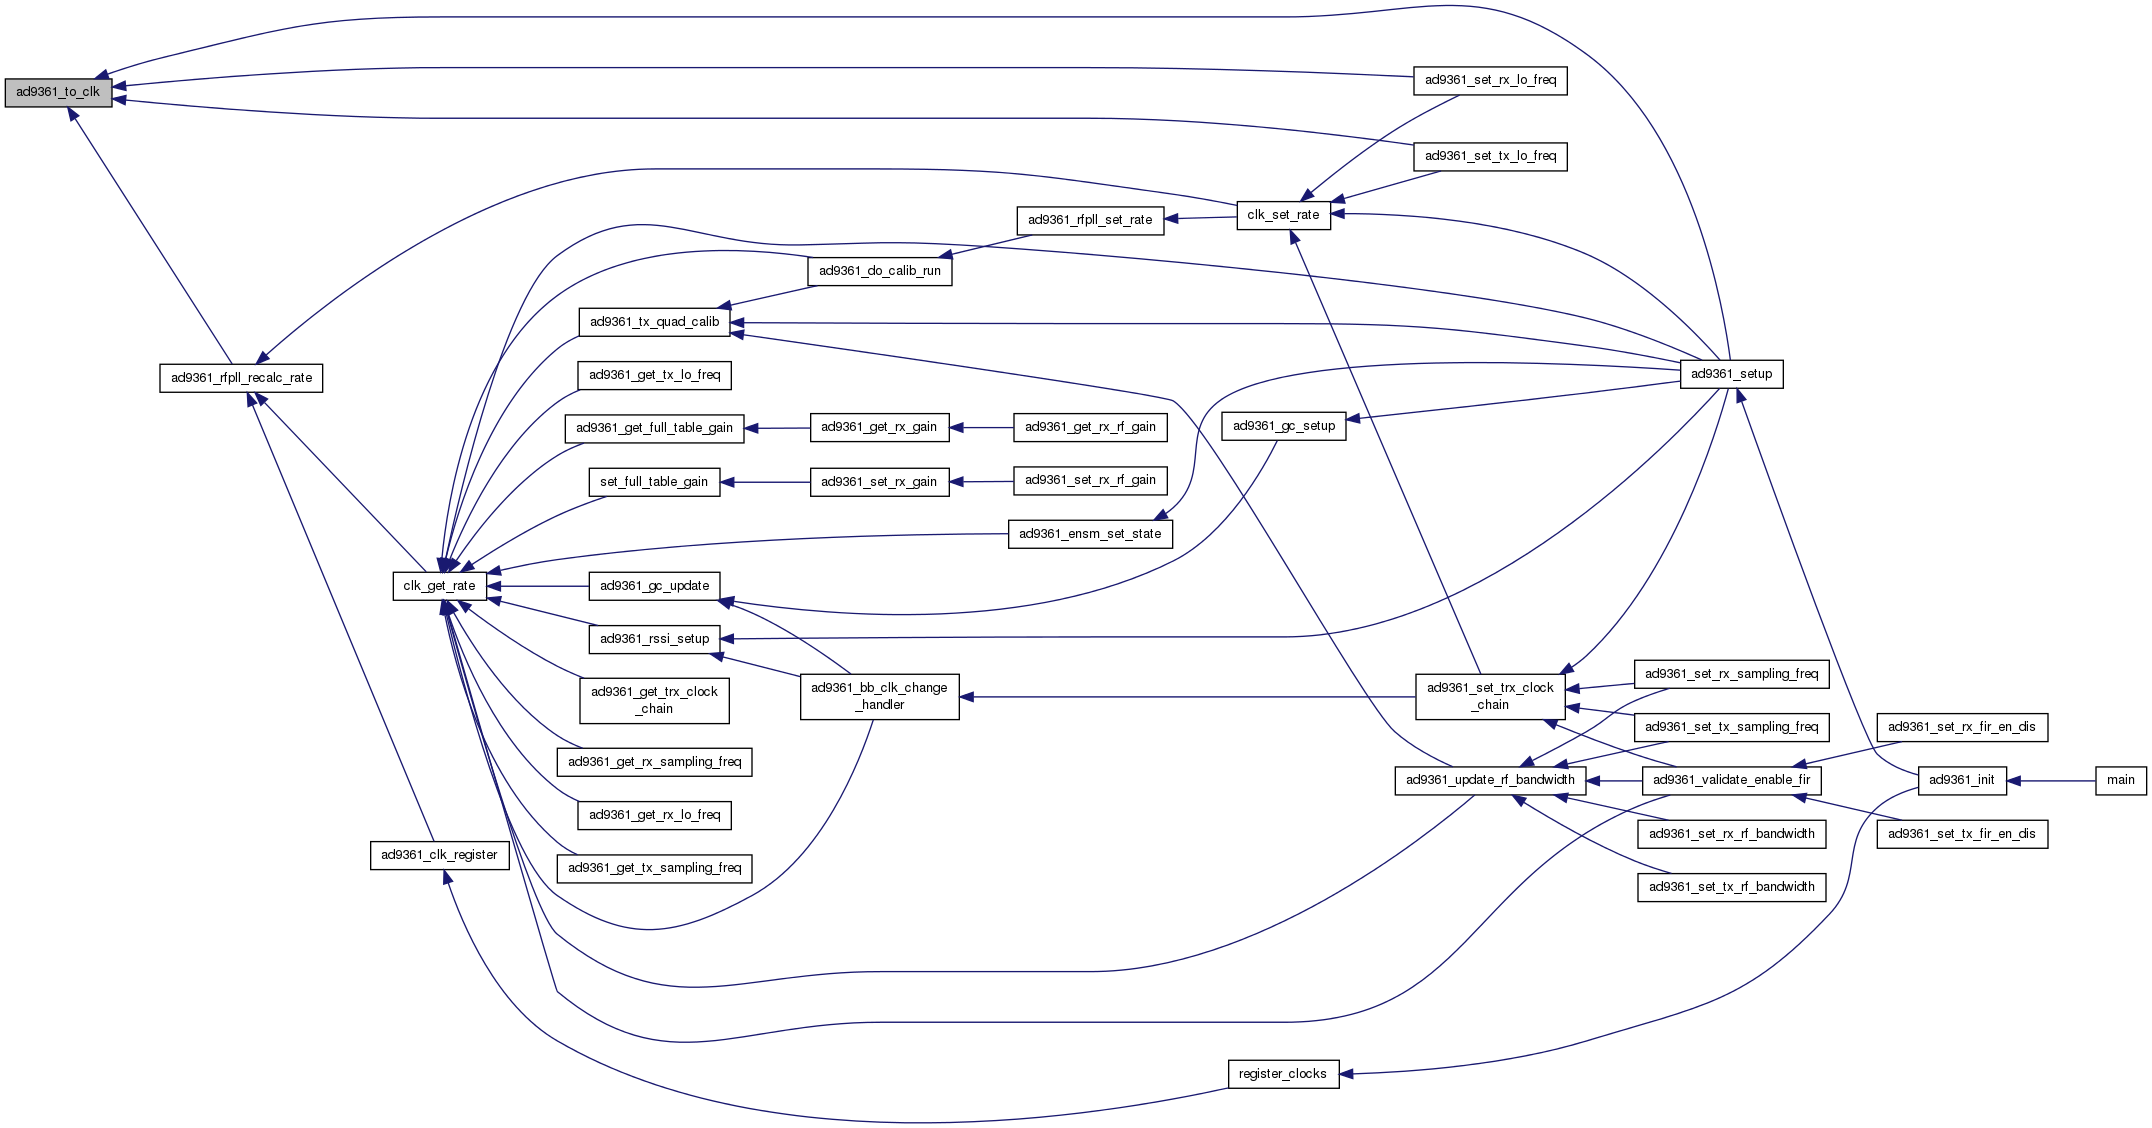 ad9361_to_clk
ad9361_rfpll_recalc_rate
clk_get_rate
ad9361_clk_register
ad9361_tx_quad_calib
ad9361_get_tx_lo_freq
ad9361_get_full_table_gain
set_full_table_gain
ad9361_gc_update
ad9361_rssi_setup
ad9361_get_trx_clock
_chain
ad9361_get_rx_sampling_freq
ad9361_get_rx_lo_freq
ad9361_get_tx_sampling_freq
ad9361_do_calib_run
ad9361_get_rx_gain
ad9361_set_rx_gain
ad9361_bb_clk_change
_handler
ad9361_rfpll_set_rate
ad9361_get_rx_rf_gain
ad9361_set_rx_rf_gain
ad9361_ensm_set_state
clk_set_rate
ad9361_gc_setup
register_clocks
ad9361_set_rx_lo_freq
ad9361_set_tx_lo_freq
ad9361_set_trx_clock
_chain
ad9361_update_rf_bandwidth
ad9361_setup
ad9361_set_rx_sampling_freq
ad9361_set_tx_sampling_freq
ad9361_validate_enable_fir
ad9361_set_rx_rf_bandwidth
ad9361_set_tx_rf_bandwidth
ad9361_set_rx_fir_en_dis
ad9361_init
ad9361_set_tx_fir_en_dis
main